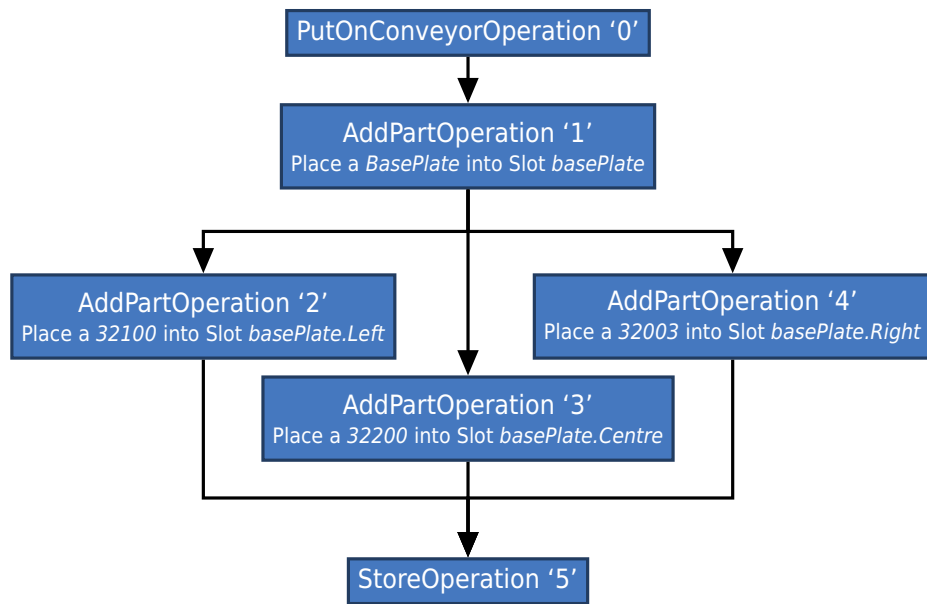 PutOnConveyorOperation ‘0’
AddPartOperation ‘1’
Place a BasePlate into Slot basePlate
AddPartOperation ‘2’
Place a 32100 into Slot basePlate.Left
AddPartOperation ‘4’
Place a 32003 into Slot basePlate.Right
AddPartOperation ‘3’
Place a 32200 into Slot basePlate.Centre
StoreOperation ‘5’